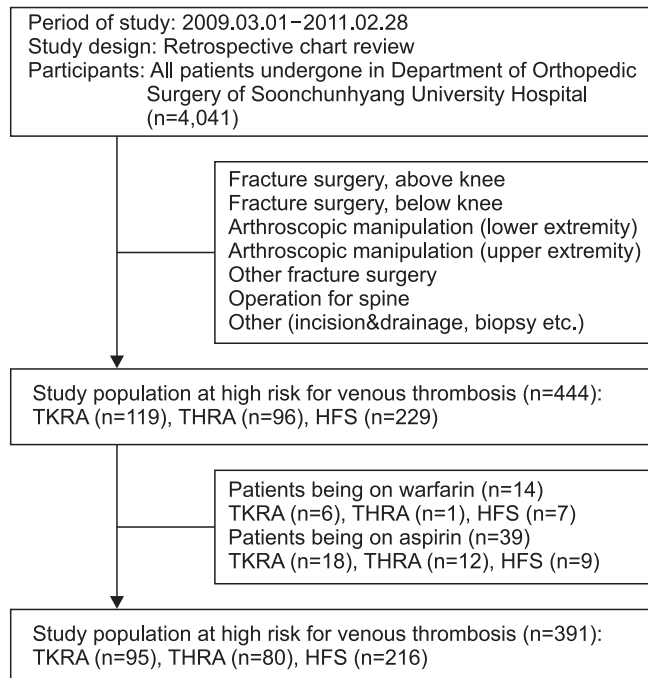 Period of study: 2009.03.01−2011.02.28
Study design: Retrospective chart review
Participants: All patients undergone in Department of Orthopedic
Surgery of Soonchunhyang University Hospital
(n=4,041)
Fracture surgery, above knee
Fracture surgery, below knee
Arthroscopic manipulation (lower extremity)
Arthroscopic manipulation (upper extremity)
Other fracture surgery
Operation for spine
Other (incision&drainage, biopsy etc.)
Study population at high risk for venous thrombosis (n=444):
TKRA (n=119), THRA (n=96), HFS (n=229)
Patients being on warfarin (n=14)
TKRA (n=6), THRA (n=1), HFS (n=7)
Patients being on aspirin (n=39)
TKRA (n=18), THRA (n=12), HFS (n=9)
Study population at high risk for venous thrombosis (n=391):
TKRA (n=95), THRA (n=80), HFS (n=216)